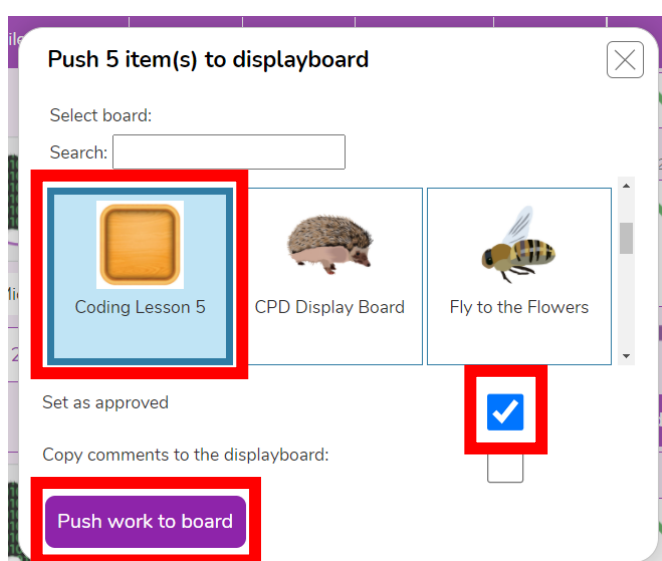 Push 5 item(s) to displayboard
Select board:
Search:
Coding Lesson 5
CPD Display Board
Fly to the Flowers
Set as approved
Copy comments to the displayboard:
Push work to board